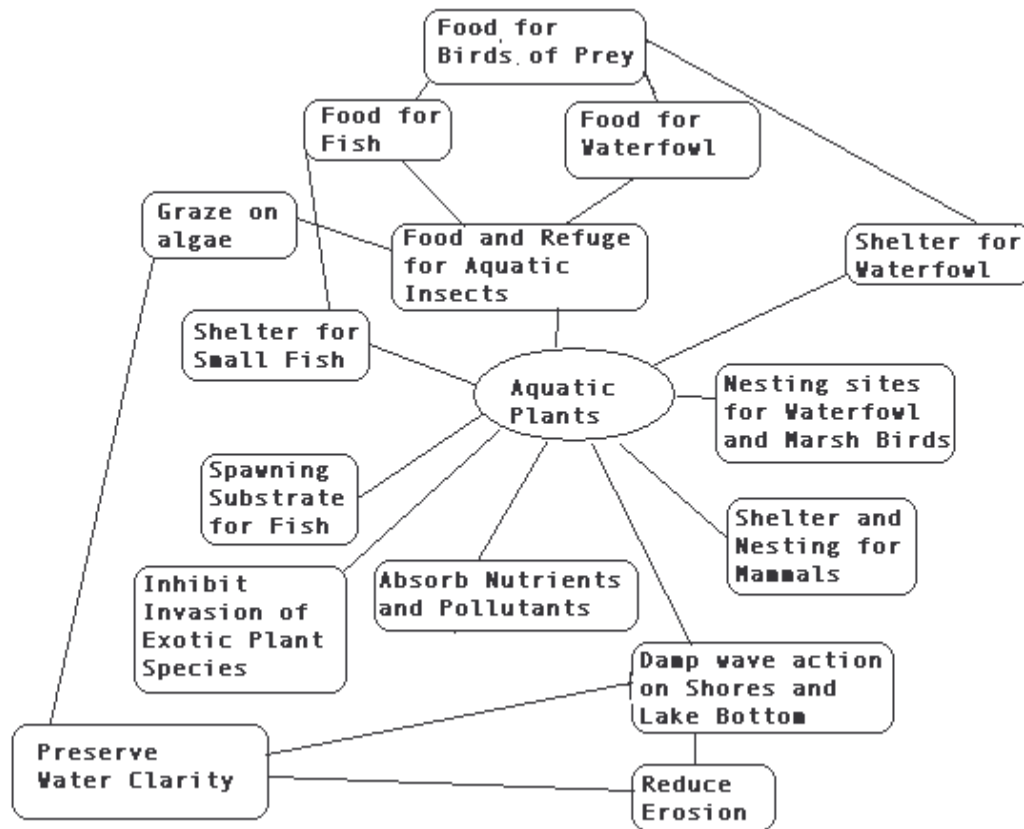 Food for
Birds of Prey
Food for
Fish
Food for
Waterfowl
Graze on
algae
Food and Refuge
for Aquatic
Insects
Shelter for
Waterfowl
Shelter for
Small Fish
Aquatic
Plants
Nesting sites
for Waterfowl
and Marsh Birds
Spawning
Substrate
for Fish
Shelter and
Nesting for
Mammals
Inhibit
Invasion of
Exotic Plant
Species
Absorb Nutrients
and Pollutants
Damp wave action
on Shores and
Lake Bottom
Preserve
Water Clarity
Reduce
Erosion